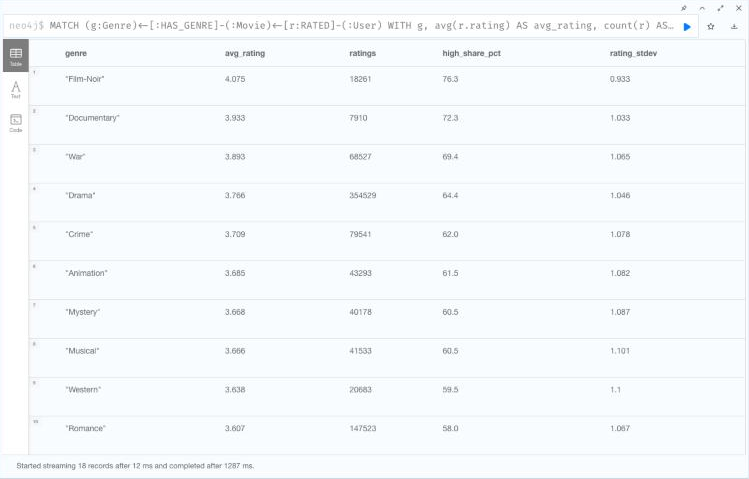 neo4j$ MATCH (g:Genre)<-[:HAS_GENRE]-(:Movie)<-[r:RATED]-(:User) WITH g, avg(r.rating) AS avg_rating, count(r) AS…
Table
Text
Code
genre avg_rating ratings high_share_pct rating_stdev
1 "Film-Noir" 4.075 18261 76.3 0.933
2 "Documentary" 3.933 7910 72.3 1.033
3 "War" 3.893 68527 69.4 1.065
4 "Drama" 3.766 354529 64.4 1.046
5 "Crime" 3.709 79541 62.0 1.078
6 "Animation" 3.685 43293 61.5 1.082
7 "Mystery" 3.668 40178 60.5 1.087
8 "Musical" 3.666 41533 60.5 1.101
9 "Western" 3.638 20683 59.5 1.1
10 "Romance" 3.607 147523 58.0 1.067
Started streaming 18 records after 12 ms and completed after 1287 ms.